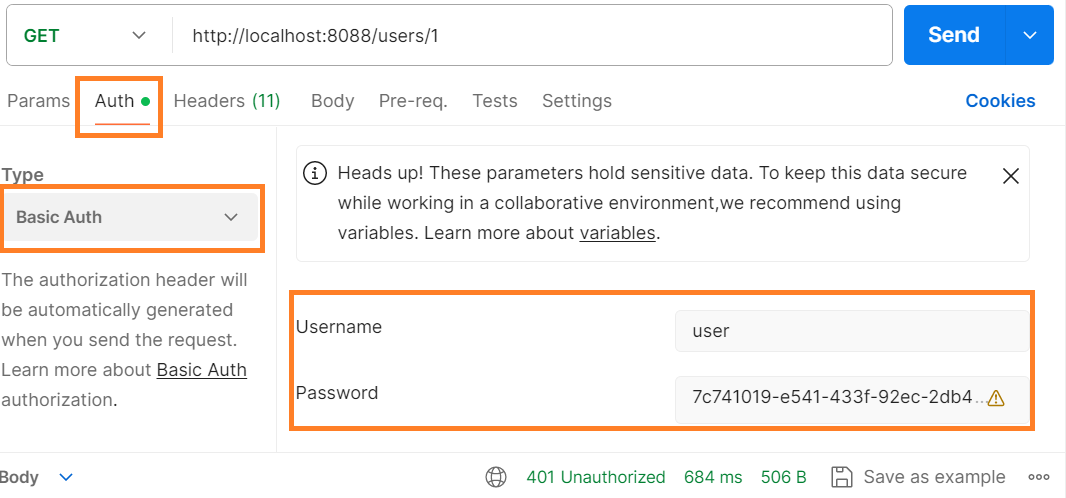 GET http://localhost:8088/users/1 Send
Params Auth Headers (11) Body Pre-req. Tests Settings Cookies
Type
Basic Auth
The authorization header will
be automatically generated
when you send the request.
Learn more about Basic Auth
authorization.
Heads up! These parameters hold sensitive data. To keep this data secure
while working in a collaborative environment,we recommend using
variables. Learn more about variables.
Username user
Password 7c741019-e541-433f-92ec-2db4...
Body 401 Unauthorized 684 ms 506 B Save as example